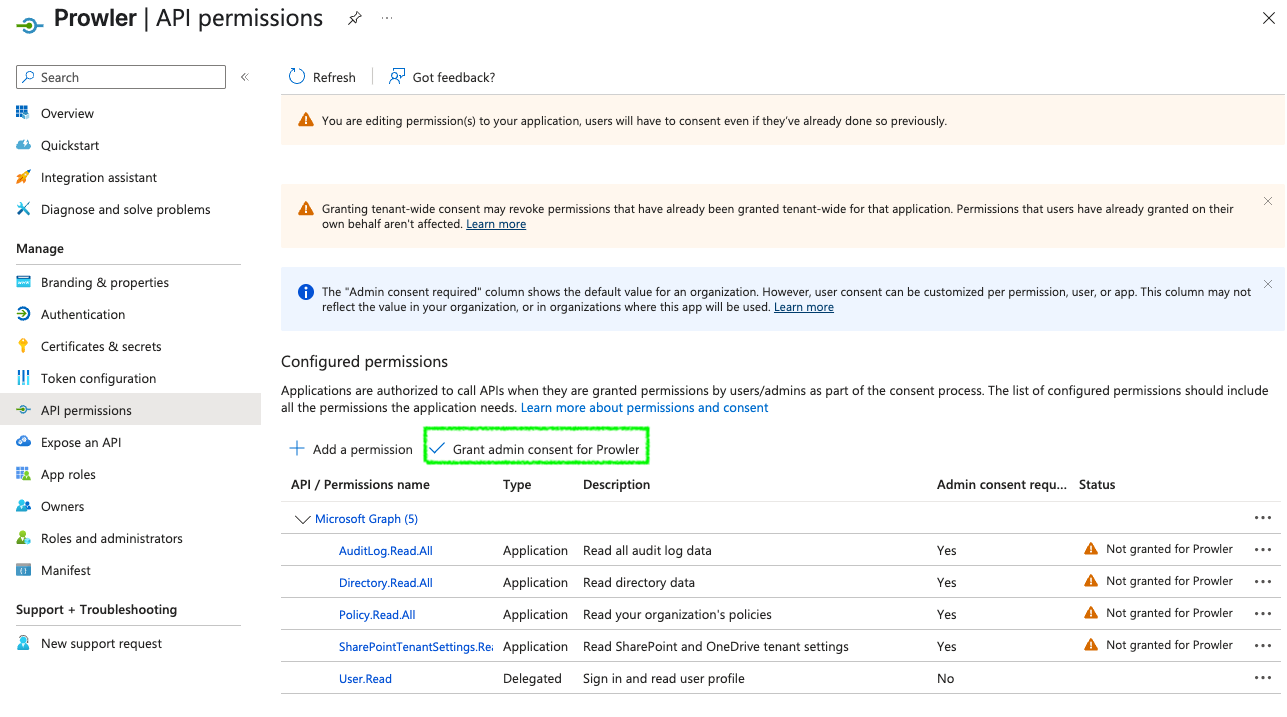 Prowler | API permissions
Search
Overview
Quickstart
Integration assistant
Diagnose and solve problems
Manage
Branding & properties
Authentication
Certificates & secrets
Token configuration
API permissions
Expose an API
App roles
Owners
Roles and administrators
Manifest
Support + Troubleshooting
New support request
Refresh
Got feedback?
You are editing permission(s) to your application, users will have to consent even if they've already done so previously.
Granting tenant-wide consent may revoke permissions that have already been granted tenant-wide for that application. Permissions that users have already granted on their
own behalf aren't affected. Learn more
The "Admin consent required" column shows the default value for an organization. However, user consent can be customized per permission, user, or app. This column may not
reflect the value in your organization, or in organizations where this app will be used. Learn more
Configured permissions
Applications are authorized to call APIs when they are granted permissions by users/admins as part of the consent process. The list of configured permissions should include
all the permissions the application needs. Learn more about permissions and consent
Add a permission Grant admin consent for Prowler
API / Permissions name Type Description Admin consent requ... Status
Microsoft Graph (5)
AuditLog.Read.All Application Read all audit log data Yes Not granted for Prowler
Directory.Read.All Application Read directory data Yes Not granted for Prowler
Policy.Read.All Application Read your organization's policies Yes Not granted for Prowler
SharePointTenantSettings.Rea Application Read SharePoint and OneDrive tenant settings Yes Not granted for Prowler
User.Read Delegated Sign in and read user profile No